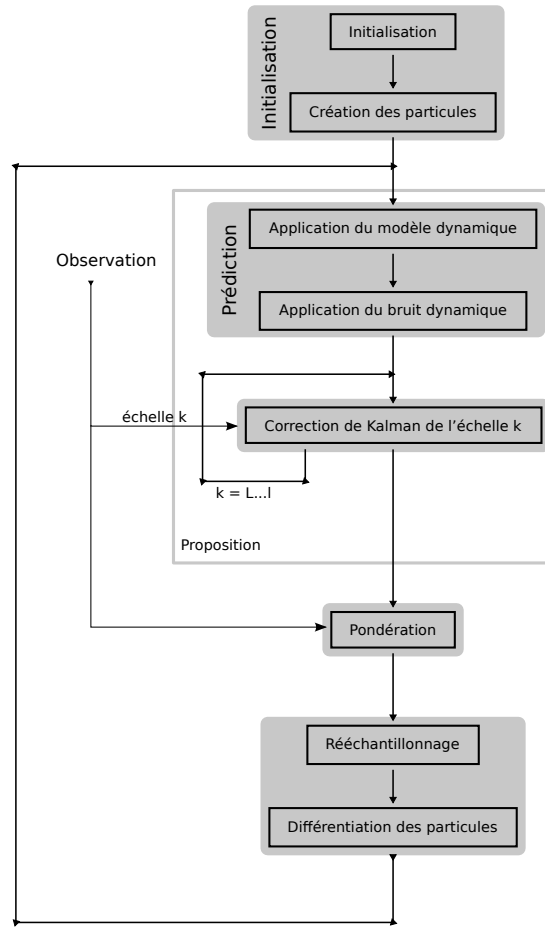 Initialisation
Initialisation
Création des particules
Prédiction
Application du modèle dynamique
Observation
Application du bruit dynamique
échelle k
Correction de Kalman de l'échelle k
k = L...l
Proposition
Pondération
Rééchantillonnage
Différentiation des particules